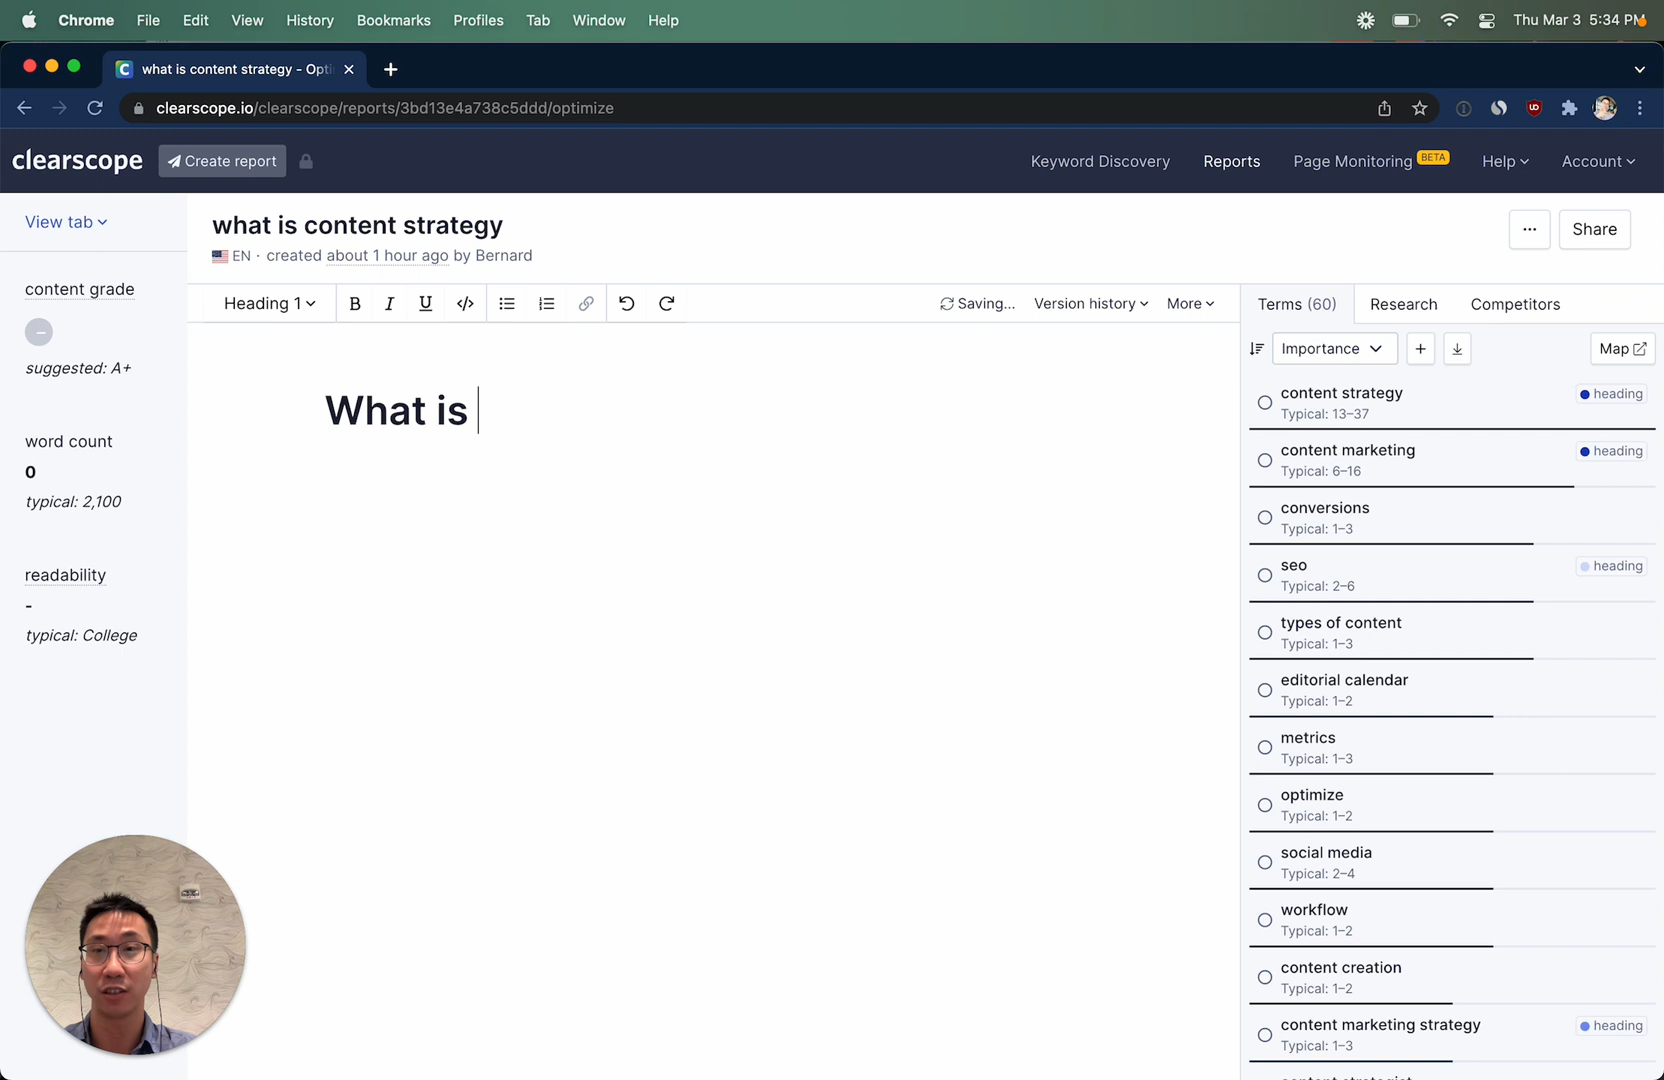 Chrome File Edit View History Bookmarks Profiles Tab Window Help Thu Mar 3 5:34 PM
what is content strategy - Opti
clearscope.io/clearscope/reports/3bd13e4a738c5ddd/optimize
clearscope Create report Keyword Discovery Reports Page Monitoring BETA Help Account
View tab
what is content strategy
EN · created about 1 hour ago by Bernard
... Share
content grade
-
suggested: A+
word count
0
typical: 2,100
readability
-
typical: College
Heading 1 B I U </> Saving... Version history More
What is
Terms (60) Research Competitors
Importance + Map
content strategy heading
Typical: 13–37
content marketing heading
Typical: 6–16
conversions
Typical: 1–3
seo heading
Typical: 2–6
types of content
Typical: 1–3
editorial calendar
Typical: 1–2
metrics
Typical: 1–3
optimize
Typical: 1–2
social media
Typical: 2–4
workflow
Typical: 1–2
content creation
Typical: 1–2
content marketing strategy heading
Typical: 1–3